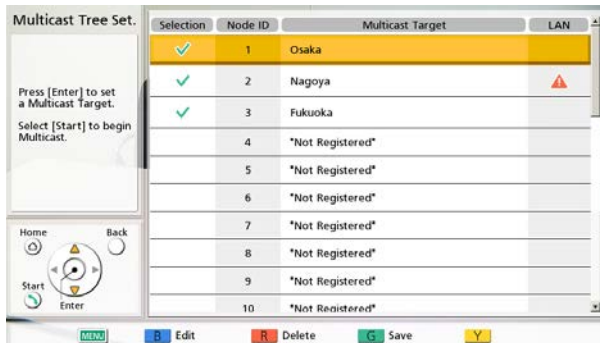 Multicast Tree Set.
Selection Node ID Multicast Target LAN
Press [Enter] to set
a Multicast Target.
Select [Start] to begin
Multicast.
1 Osaka
2 Nagoya
3 Fukuoka
4 *Not Registered*
5 *Not Registered*
6 *Not Registered*
7 *Not Registered*
8 *Not Registered*
9 *Not Registered*
10 *Not Registered*
Home Back
Start
Enter
MENU B Edit R Delete G Save Y